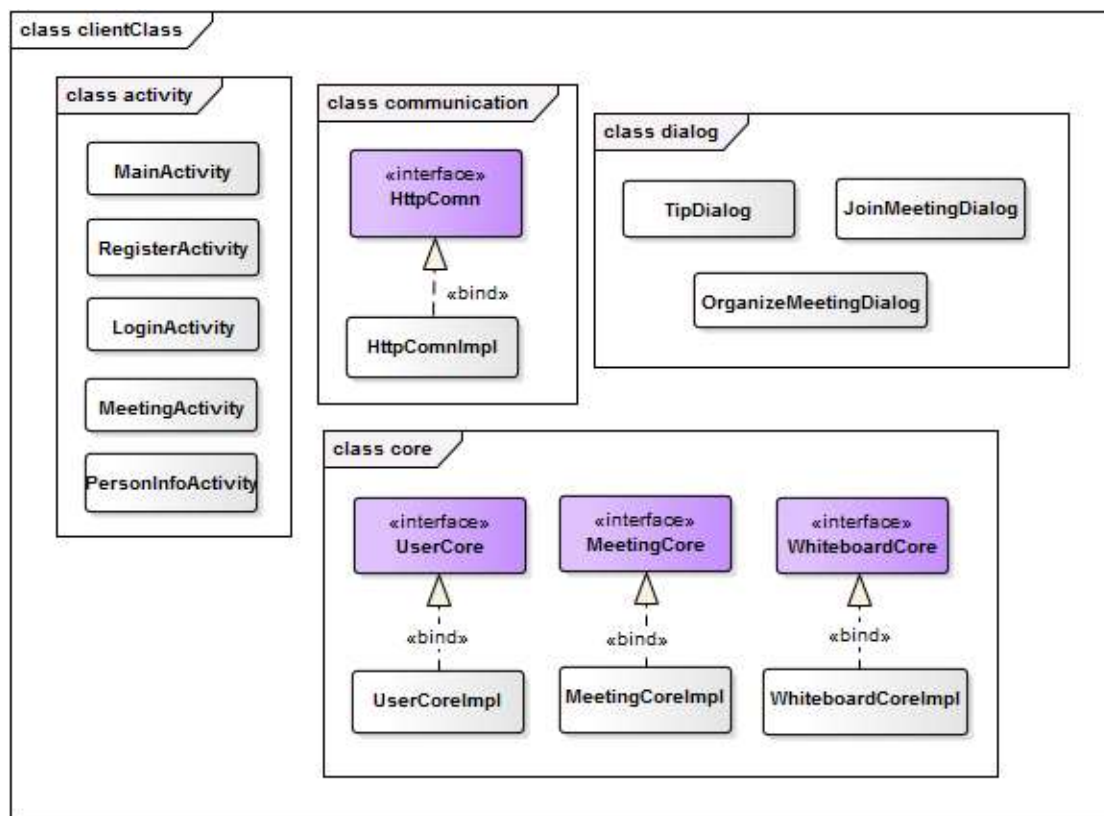 class clientClass
class activity
MainActivity
RegisterActivity
LoginActivity
MeetingActivity
PersonInfoActivity
class communication
«interface»
HttpComn
«bind»
HttpComnImpl
class dialog
TipDialog
JoinMeetingDialog
OrganizeMeetingDialog
class core
«interface»
UserCore
«bind»
UserCoreImpl
«interface»
MeetingCore
«bind»
MeetingCoreImpl
«interface»
WhiteboardCore
«bind»
WhiteboardCoreImpl